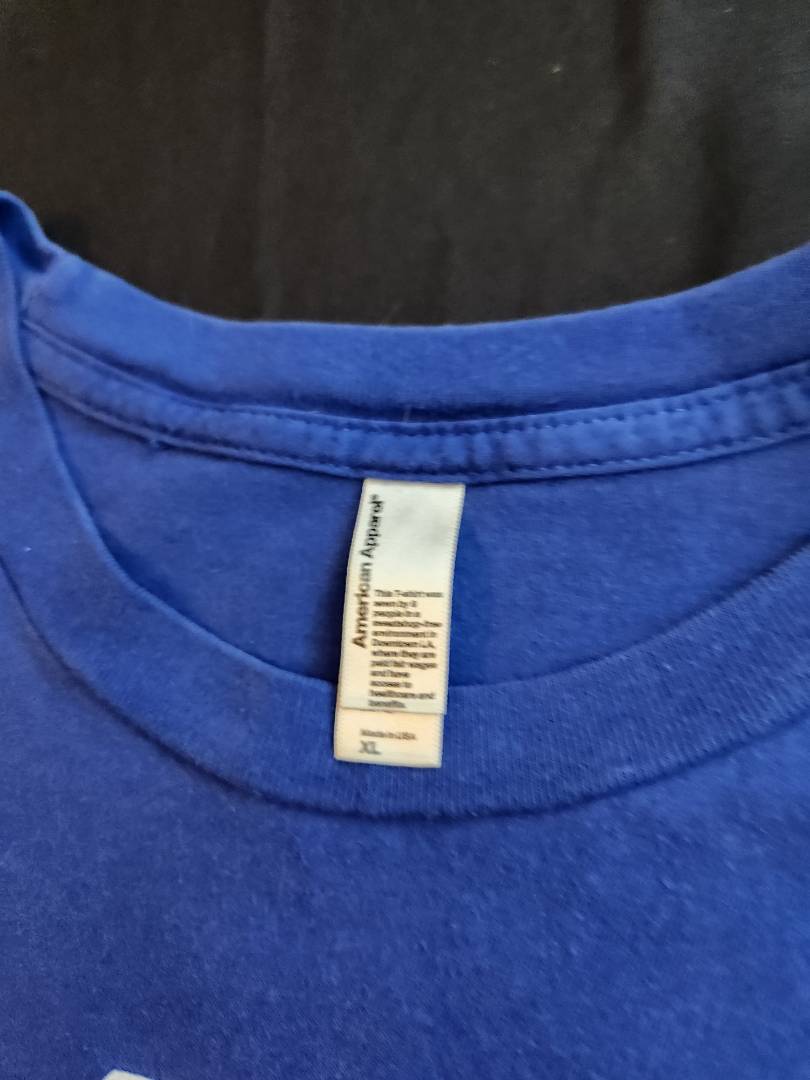 American Apparel®
This T-shirt was
sewn by 8
people in a
sweatshop-free
environment in
Downtown LA,
where they are
paid fair wages
and have
access to
healthcare and
benefits.
Made in USA
XL